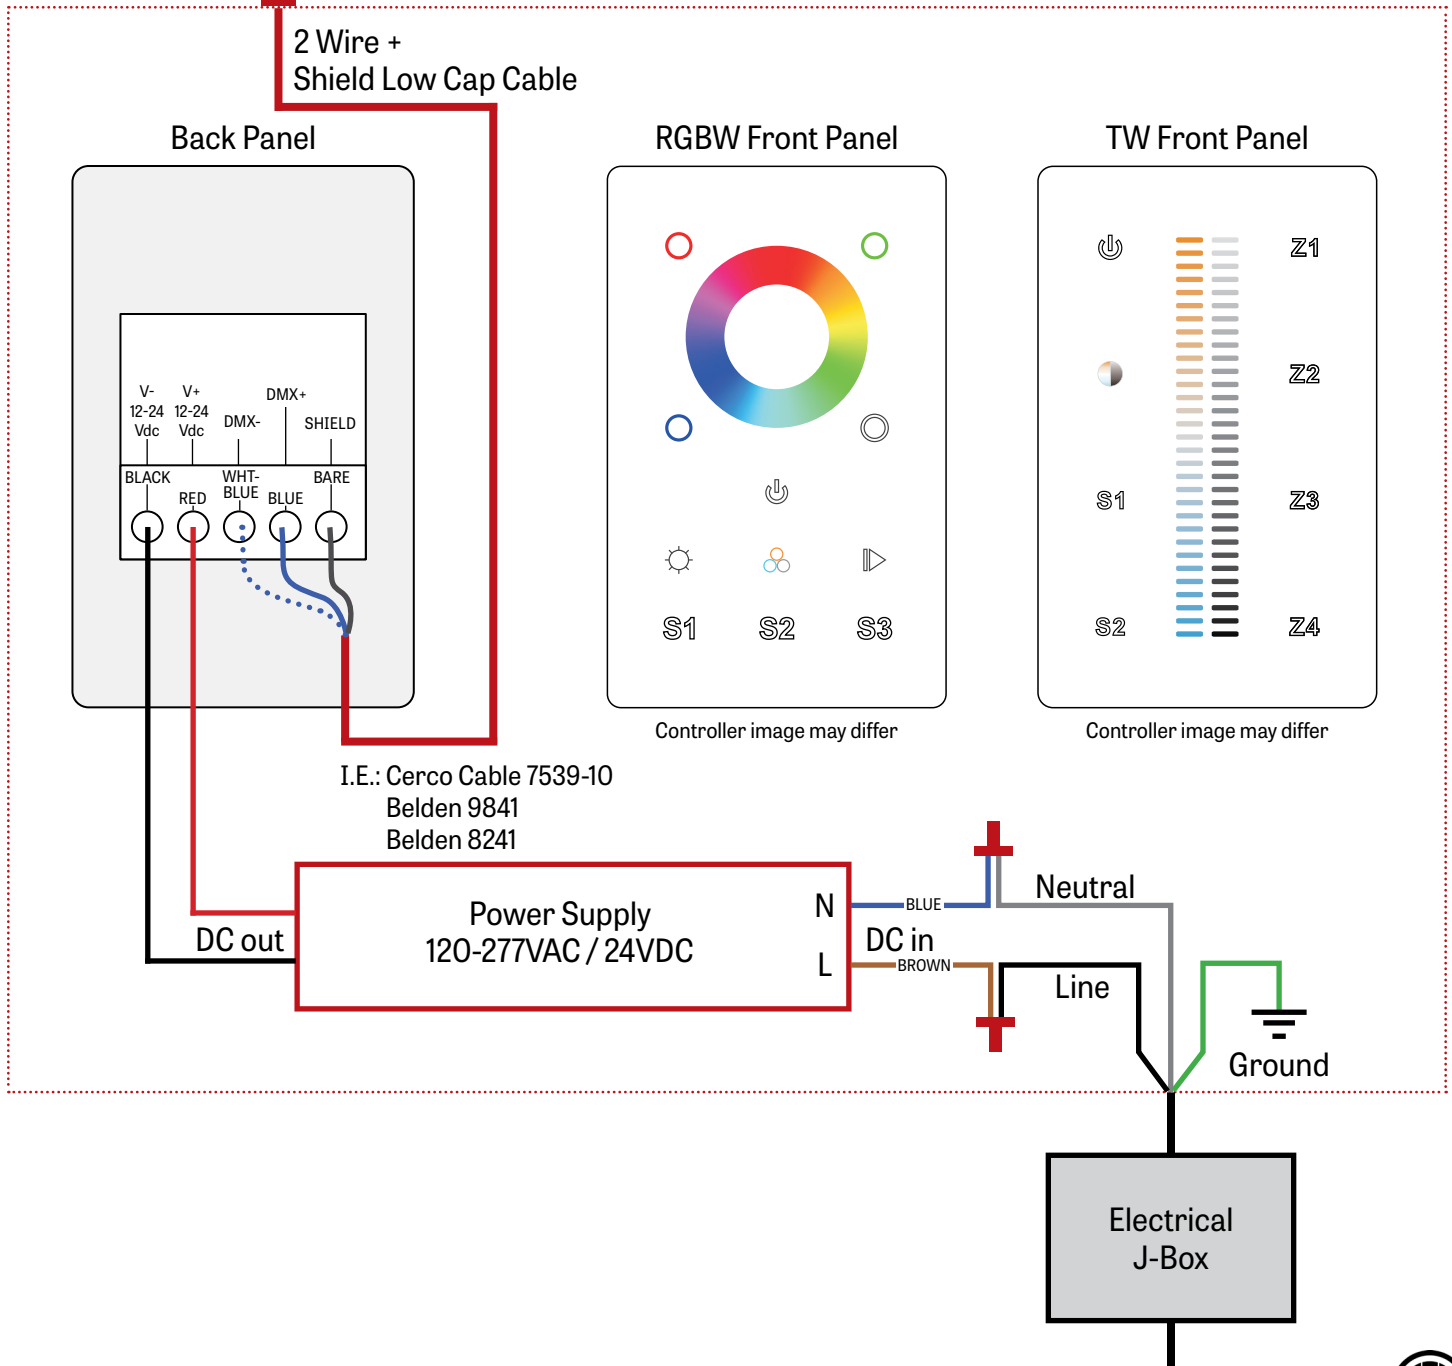 2 Wire +
Shield Low Cap Cable
Back Panel
RGBW Front Panel
TW Front Panel
V-
12-24
Vdc
V+
12-24
Vdc
DMX-
DMX+
SHIELD
BLACK
RED
WHT-
BLUE
BLUE
BARE
S1
S2
S3
Z1
Z2
S1
Z3
S2
Z4
Controller image may differ
Controller image may differ
I.E.: Cerco Cable 7539-10
Belden 9841
Belden 8241
Power Supply
120-277VAC / 24VDC
DC out
N
L
BLUE
DC in
BROWN
Neutral
Line
Ground
Electrical
J-Box